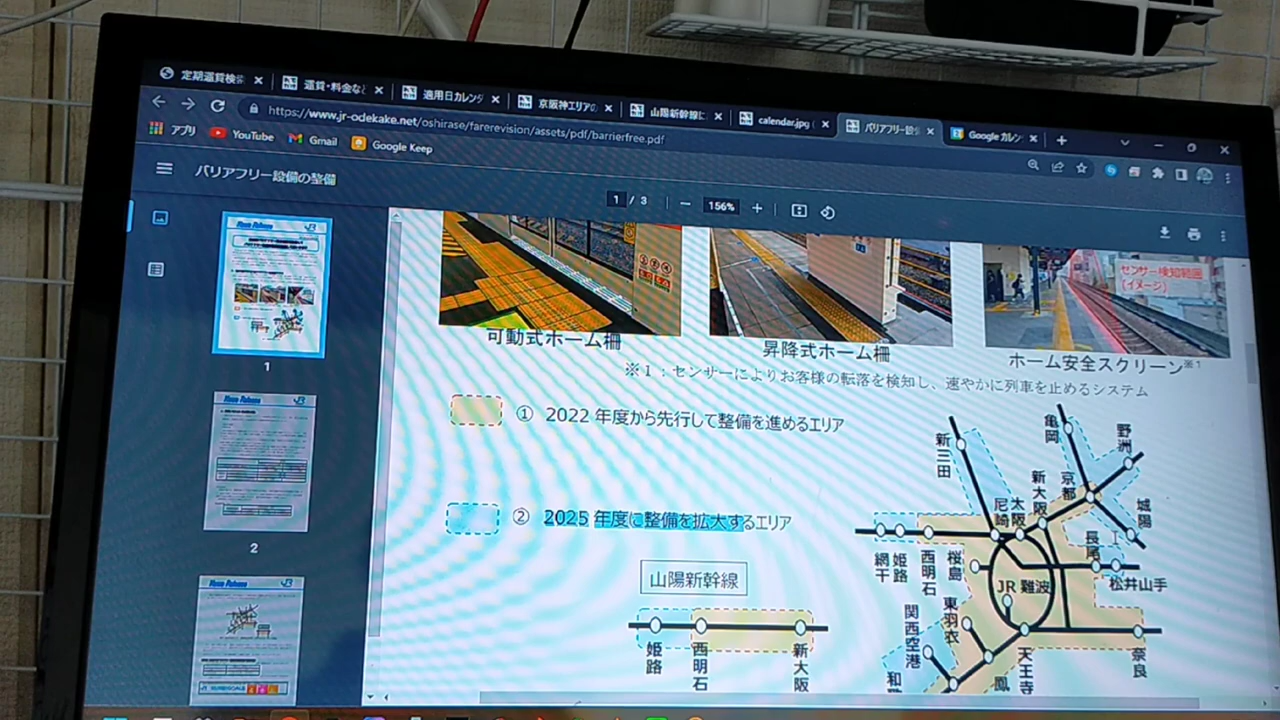 定期運賃検索
運賃・料金など
適用日カレンダ
京阪神エリアの
山陽新幹線に
calendar.jpg (
バリアフリー設備
Google カレン
https://www.jr-odekake.net/oshirase/farerevision/assets/pdf/barrierfree.pdf
アプリ
YouTube
Gmail
Google Keep
バリアフリー設備の整備
1 / 3
156%
1
2
センサー検知範囲
(イメージ)
可動式ホーム柵
昇降式ホーム柵
ホーム安全スクリーン※1
※1：センサーによりお客様の転落を検知し、速やかに列車を止めるシステム
① 2022 年度から先行して整備を進めるエリア
② 2025 年度に整備を拡大するエリア
山陽新幹線
姫路
西明石
新大阪
新三田
亀岡
野洲
尼崎
大阪
新大阪
京都
城陽
長尾
松井山手
網干
姫路
西明石
桜島
JR 難波
関西空港
東羽衣
鳳
天王寺
奈良